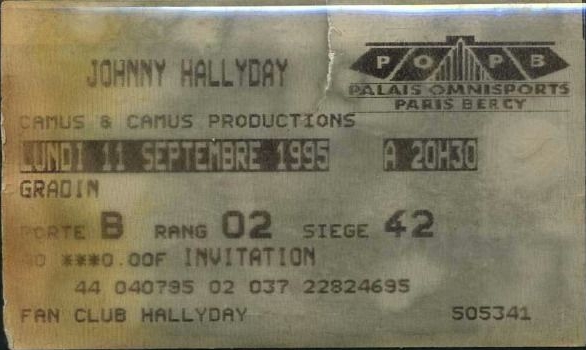 JOHNNY HALLYDAY
POPB
PALAIS OMNISPORTS
PARIS BERCY
CAMUS & CAMUS PRODUCTIONS
LUNDI 11 SEPTEMBRE 1995 A 20H30
GRADIN
PORTE B RANG 02 SIEGE 42
***0.00F INVITATION
44 040795 02 037 22824695
FAN CLUB HALLYDAY 505341